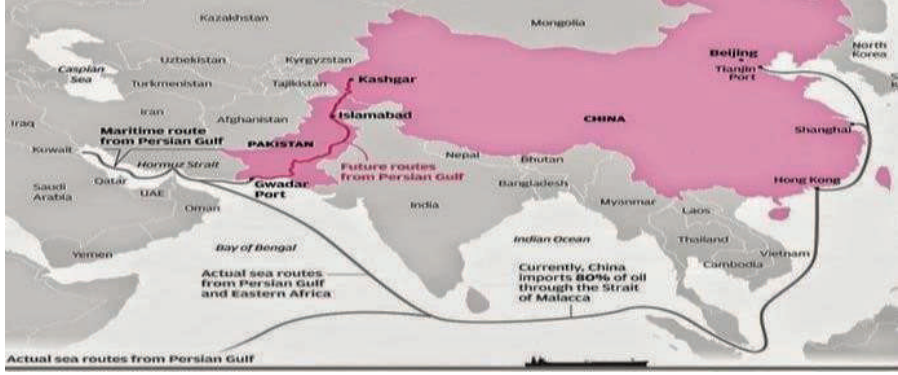 Kazakhstan
Mongolia
Uzbekistan
Kyrgyzstan
Beijing
North
Korea
Caspian
Sea
Turkmenistan
Tajikistan
Kashgar
Tianjin
Port
Iran
Afghanistan
Islamabad
CHINA
Iraq
Maritime route
from Persian Gulf
PAKISTAN
Shanghai
Kuwait
Hormuz Strait
Future routes
from Persian Gulf
Nepal
Bhutan
Qatar
UAE
Gwadar
Port
Bangladesh
Hong Kong
Saudi
Arabia
Oman
India
Myanmar
Laos
Yemen
Bay of Bengal
Indian Ocean
Thailand
Vietnam
Cambodia
Actual sea routes
from Persian Gulf
and Eastern Africa
Currently, China
imports 80% of oil
through the Strait
of Malacca
Actual sea routes from Persian Gulf